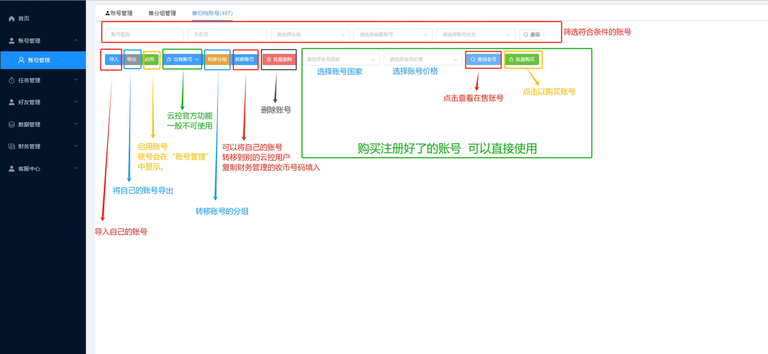 首页
账号管理
账号管理
任务管理
好友管理
数据管理
财务管理
客服中心
账号管理
分组管理
归档账号(497)
账号昵称
手机号
请选择分组
请选择账号状态
查询
筛选符合条件的账号
导入
导出
启用
出售账号
转移分组
转移账号
批量删除
请选择老号国家
请选择老号价格
查询老号
批量购买
选择账号国家
选择账号价格
点击查看在售账号
点击以购买账号
云控官方功能
一般不可使用
删除账号
启用账号
账号会在“账号管理”
中显示。
可以将自己的账号
转移到别的云控用户
复制财务管理的收币号码填入
购买注册好了的账号 可以直接使用
将自己的账号导出
转移账号的分组
导入自己的账号